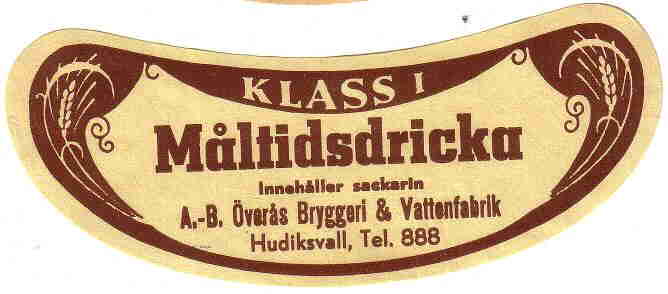 KLASS I
Måltidsdricka
Innehåller sackarin
A.-B. Överås Bryggeri & Vattenfabrik
Hudiksvall, Tel. 888